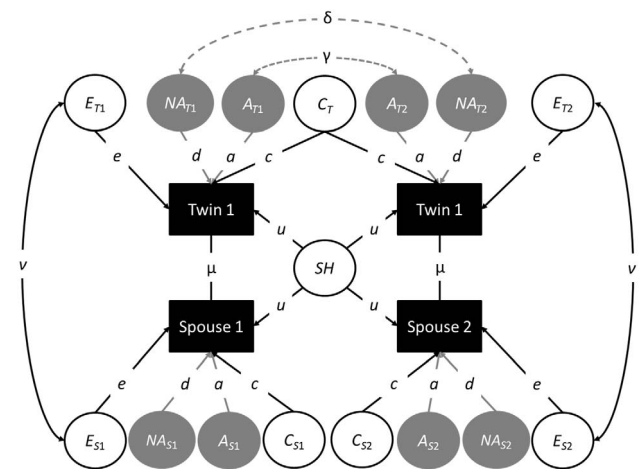 δ
γ
E_T1 NA_T1 A_T1 C_T A_T2 NA_T2 E_T2
e d a c c a d e
Twin 1 Twin 1
u u
v μ SH μ v
u u
Spouse 1 Spouse 2
e d a c c a d e
E_S1 NA_S1 A_S1 C_S1 C_S2 A_S2 NA_S2 E_S2